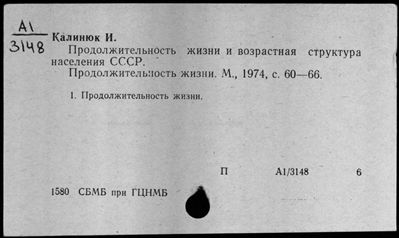 А1
3148
Калинюк И.
Продолжительность жизни и возрастная структура
населения СССР.
Продолжительность жизни. М., 1974, с. 60—66.
1. Продолжительность жизни.
П А1/3148 6
1580 СБМБ при ГЦНМБ